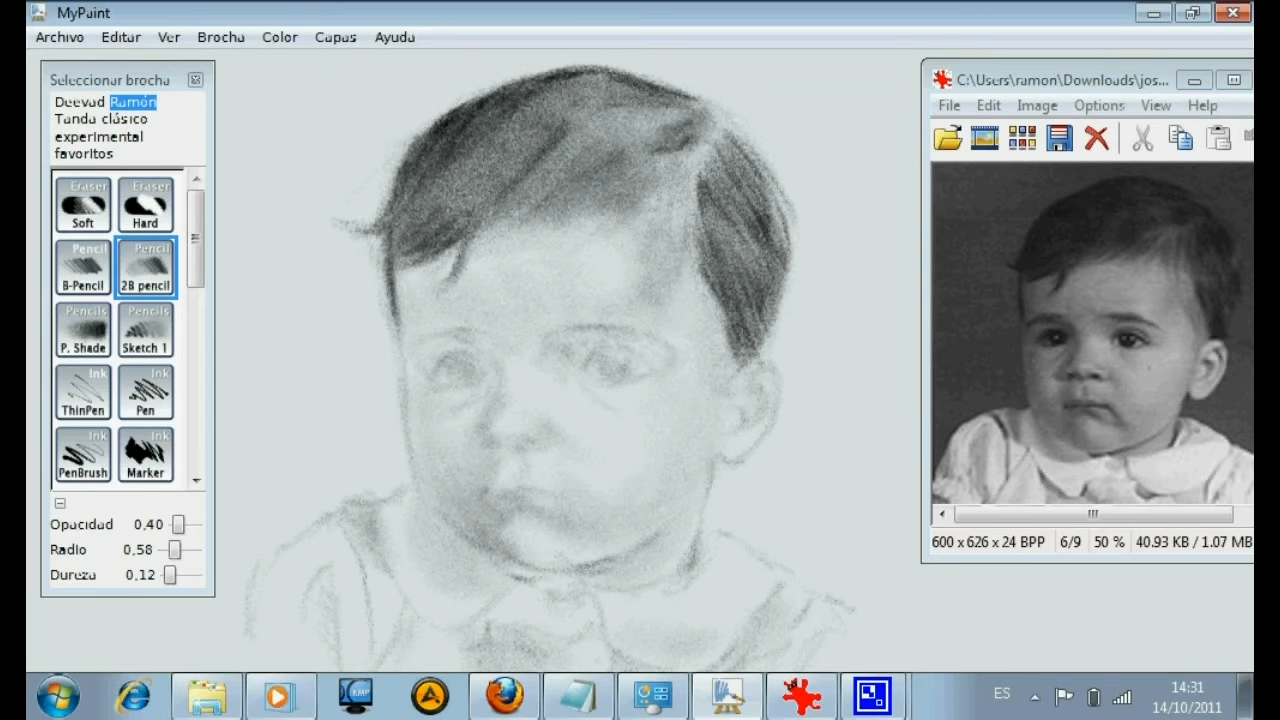 MyPaint
Archivo Editar Ver Brocha Color Capas Ayuda
Seleccionar brocha
Deevad Ramón
Tanda clásico
experimental
favoritos
Eraser Soft
Eraser Hard
Pencil B-Pencil
Pencil 2B pencil
Pencils P. Shade
Pencils Sketch 1
Ink ThinPen
Ink Pen
Ink PenBrush
Ink Marker
Opacidad 0,40
Radio 0,58
Dureza 0,12
C:\Users\ramon\Downloads\jos...
File Edit Image Options View Help
600 x 626 x 24 BPP 6/9 50 % 40.93 KB / 1.07 MB
KMP
ES
14:31
14/10/2011